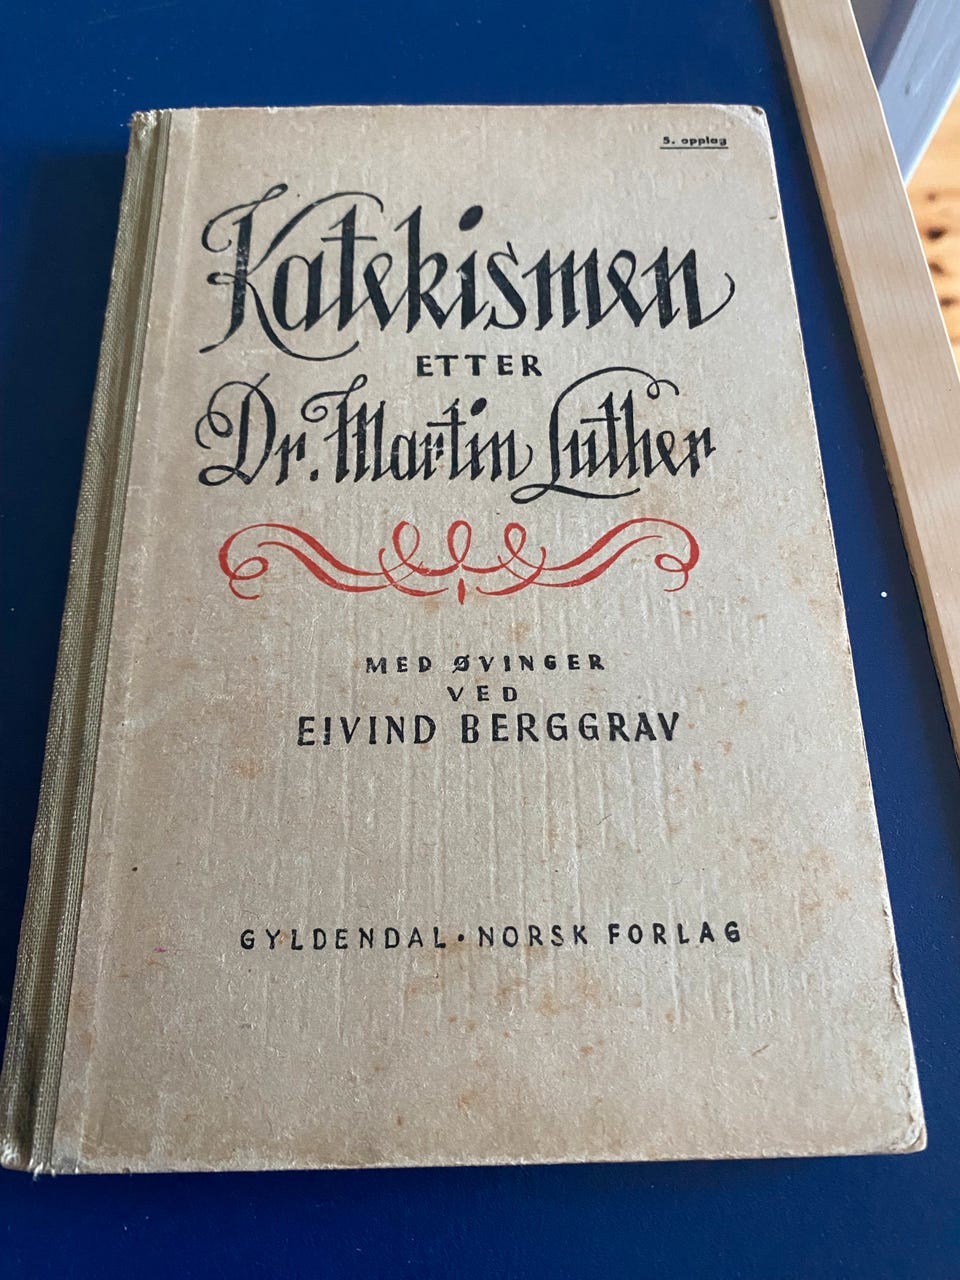 5. opplag
Katekismen
ETTER
Dr. Martin Luther
MED ØVINGER
VED
EIVIND BERGGRAV
GYLDENDAL · NORSK FORLAG